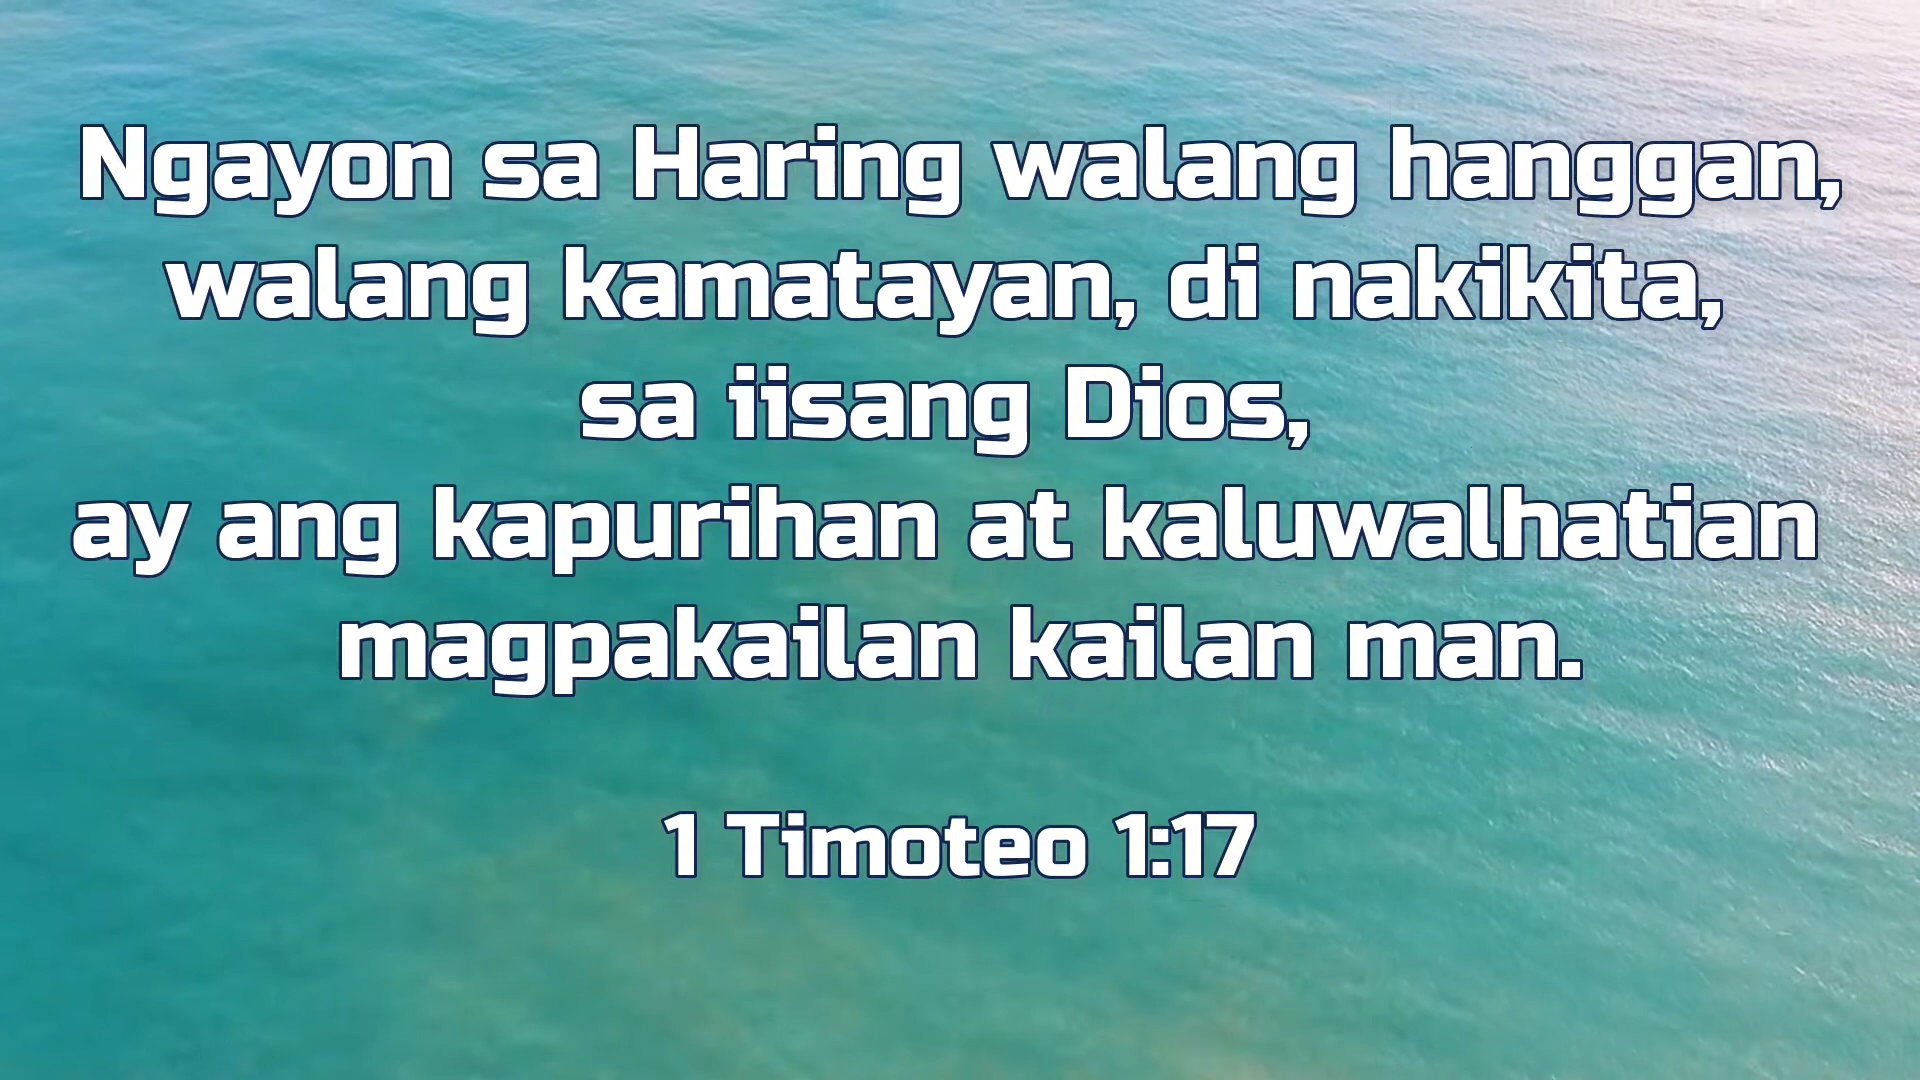 Ngayon sa Haring walang hanggan,
walang kamatayan, di nakikita,
sa iisang Dios,
ay ang kapurihan at kaluwalhatian
magpakailan kailan man.
1 Timoteo 1:17